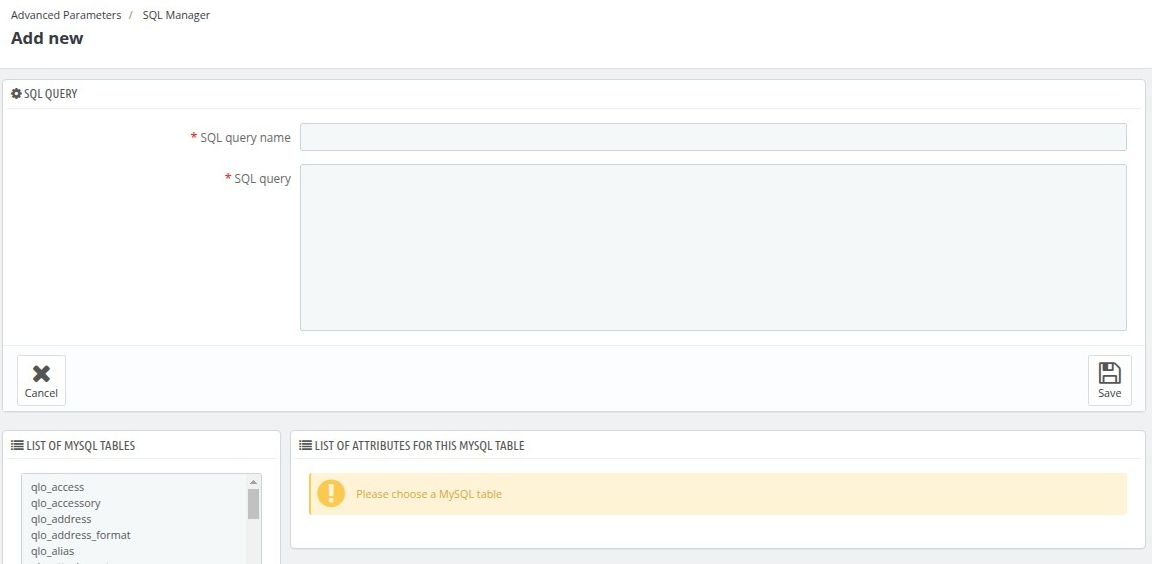 Advanced Parameters / SQL Manager
Add new
SQL QUERY
* SQL query name
* SQL query
Cancel
Save
LIST OF MYSQL TABLES
qlo_access
qlo_accessory
qlo_address
qlo_address_format
qlo_alias
LIST OF ATTRIBUTES FOR THIS MYSQL TABLE
Please choose a MySQL table